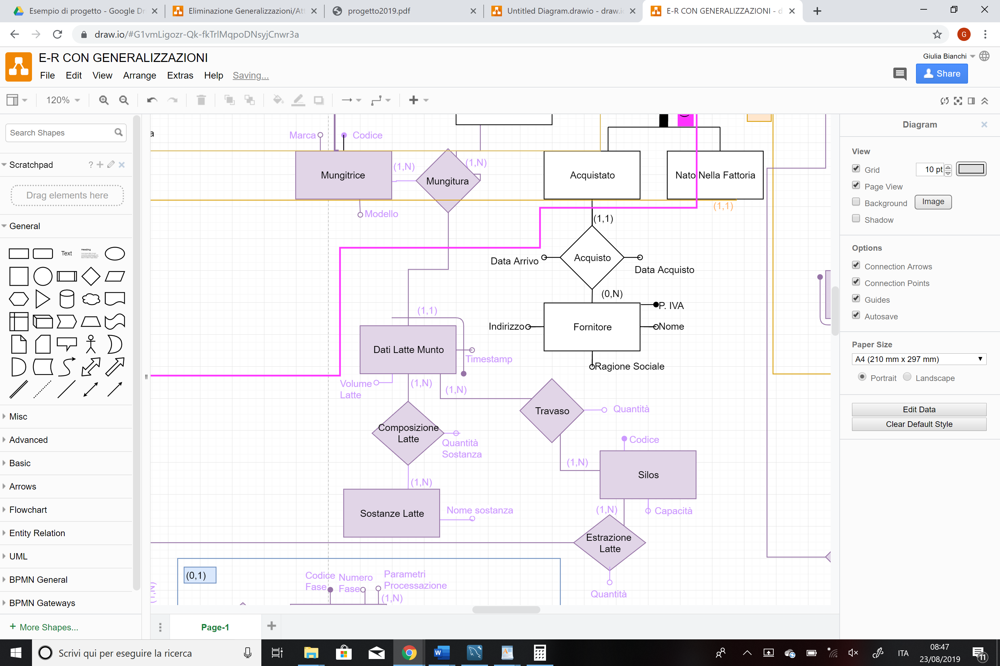 Esempio di progetto - Google Dr
Eliminazione Generalizzazioni/Att
progetto2019.pdf
Untitled Diagram.drawio - draw.io
E-R CON GENERALIZZAZIONI - d
draw.io/#G1vmLigozr-Qk-fkTrlMqpoDNsyjCnwr3a
G
E-R CON GENERALIZZAZIONI
Giulia Bianchi
File Edit View Arrange Extras Help Saving...
Share
120%
Search Shapes
Scratchpad
?
Drag elements here
General
Text
Heading
Misc
Advanced
Basic
Arrows
Flowchart
Entity Relation
UML
BPMN General
BPMN Gateways
+ More Shapes...
a
Marca
Codice
Mungitrice
(1,N)
(1,N)
Mungitura
Modello
Acquistato
Nato Nella Fattoria
(1,1)
(1,1)
Data Arrivo
Acquisto
Data Acquisto
(0,N)
P. IVA
Indirizzo
Fornitore
Nome
Ragione Sociale
(1,1)
Dati Latte Munto
Timestamp
Volume
Latte
(1,N)
(1,N)
Travaso
Quantità
Composizione
Latte
Quantità
Sostanza
Codice
(1,N)
Silos
(1,N)
Sostanze Latte
Nome sostanza
(1,N)
Capacità
Estrazione
Latte
Quantità
(0,1)
Codice
Fase
Numero
Fase
Parametri
Processazione
(1,N)
(1,N)
Diagram
View
Grid
10 pt
Page View
Background
Image
Shadow
Options
Connection Arrows
Connection Points
Guides
Autosave
Paper Size
A4 (210 mm x 297 mm)
Portrait
Landscape
Edit Data
Clear Default Style
Page-1
Scrivi qui per eseguire la ricerca
W
A
ITA
08:47
23/08/2019
11